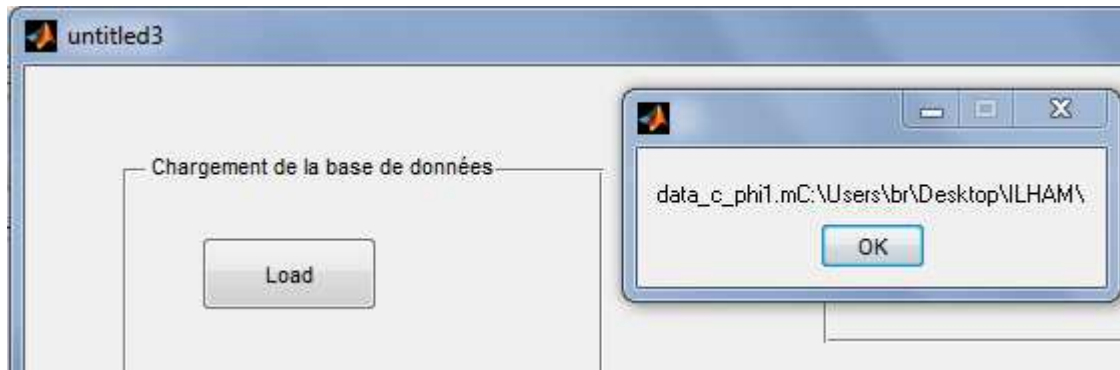 untitled3
Chargement de la base de données
Load
data_c_phi1.mC:\Users\br\Desktop\ILHAM\
OK